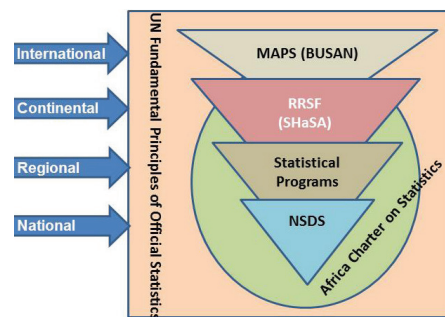 International
Continental
Regional
National
UN Fundamental Principles of Official Statistics
MAPS (BUSAN)
RRSF
(SHaSA)
Statistical
Programs
NSDS
Africa Charter on Statistics